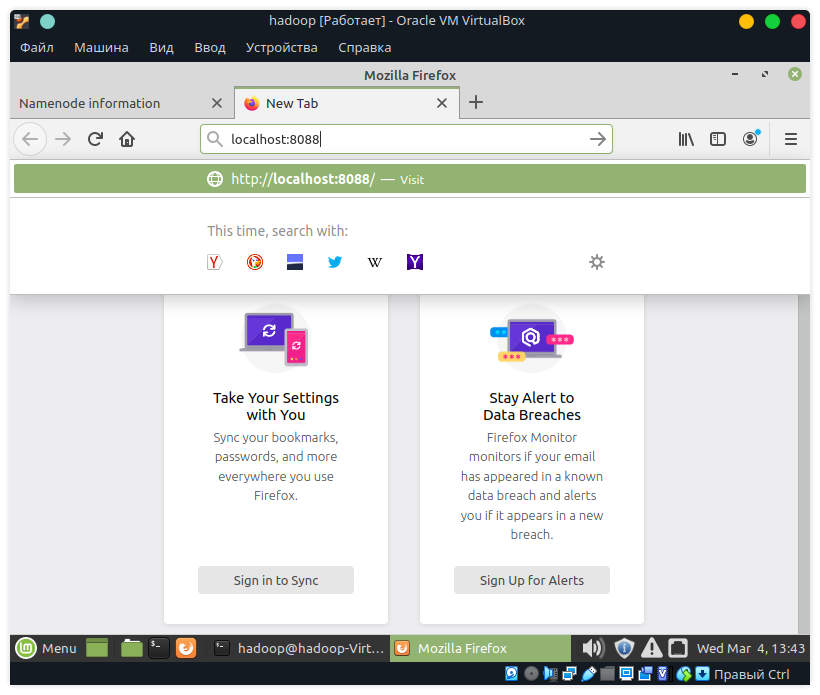 hadoop [Работает] - Oracle VM VirtualBox
Файл Машина Вид Ввод Устройства Справка
Mozilla Firefox
Namenode information
New Tab
localhost:8088
http://localhost:8088/ — Visit
This time, search with:
Take Your Settings
with You
Sync your bookmarks,
passwords, and more
everywhere you use
Firefox.
Sign in to Sync
Stay Alert to
Data Breaches
Firefox Monitor
monitors if your email
has appeared in a known
data breach and alerts
you if it appears in a new
breach.
Sign Up for Alerts
Menu
hadoop@hadoop-Virt...
Mozilla Firefox
Wed Mar 4, 13:43
Правый Ctrl